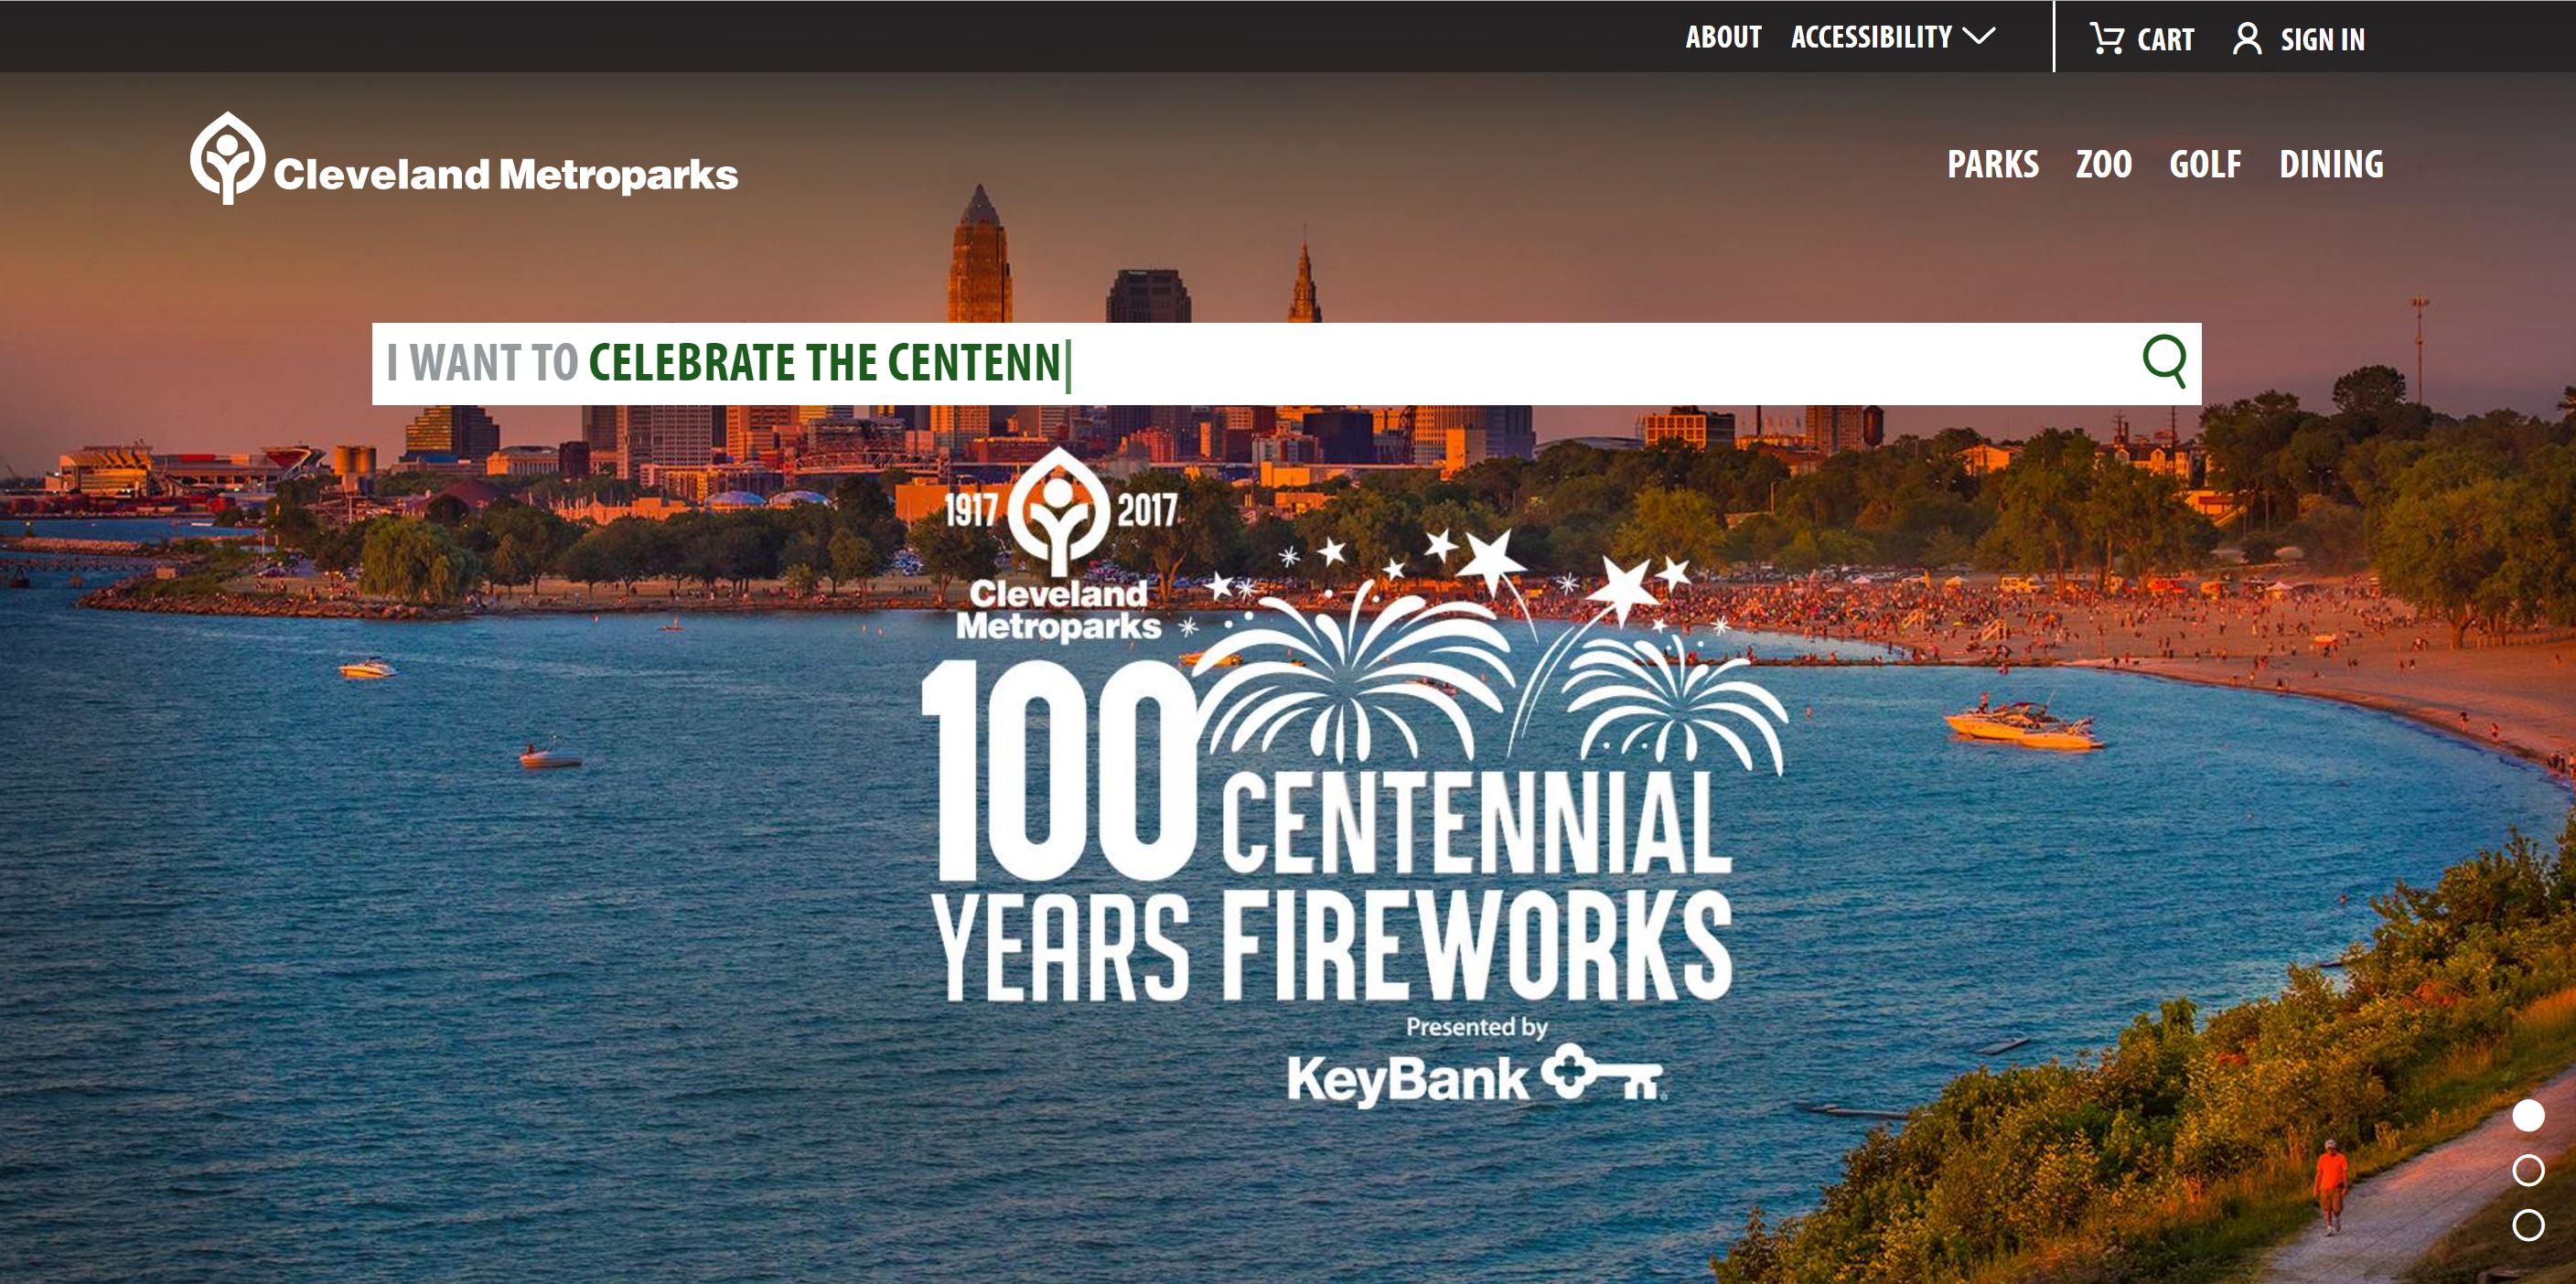 ABOUT ACCESSIBILITY CART SIGN IN
Cleveland Metroparks
PARKS ZOO GOLF DINING
I WANT TO CELEBRATE THE CENTENN
1917 2017
Cleveland
Metroparks
100
YEARS
CENTENNIAL
FIREWORKS
Presented by
KeyBank